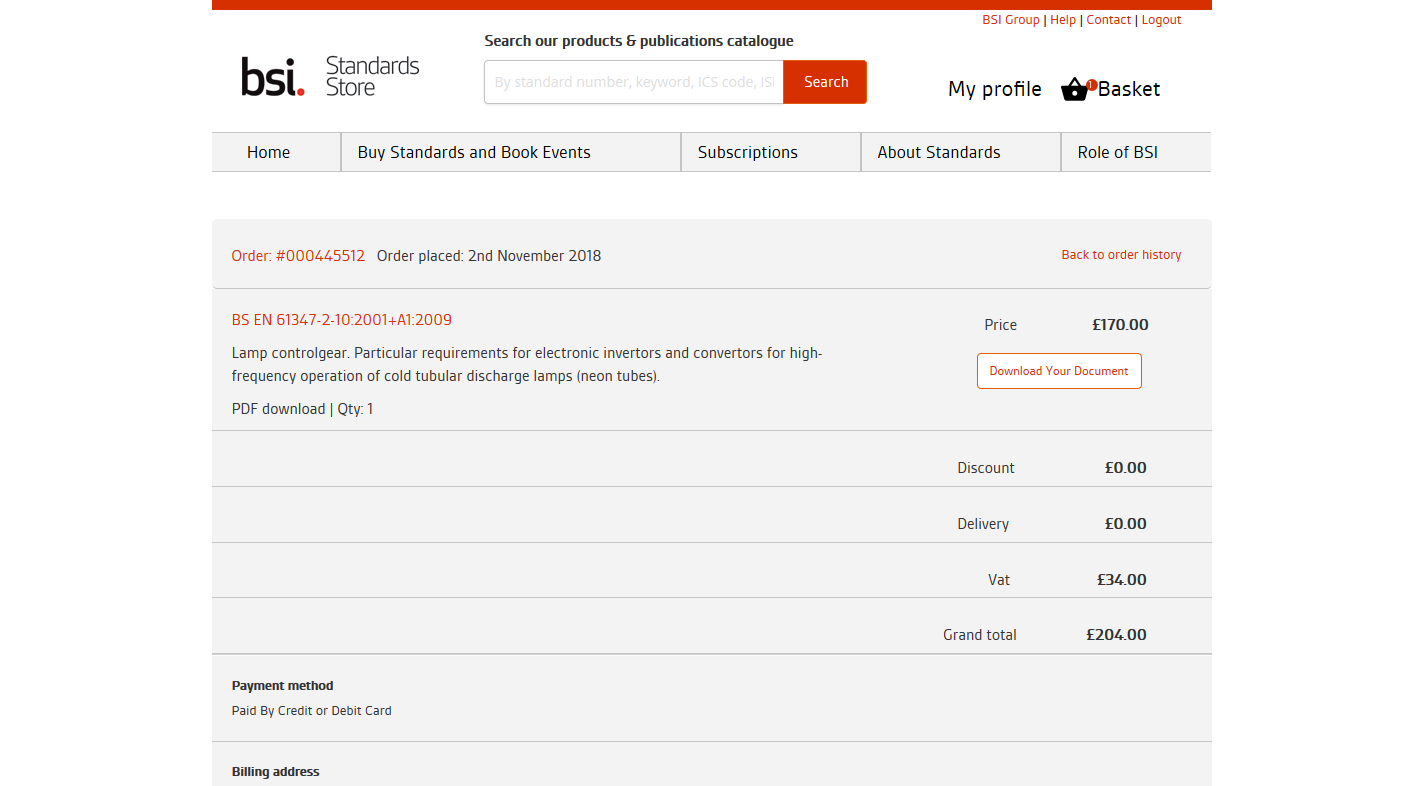 BSI Group | Help | Contact | Logout
Search our products & publications catalogue
bsi.
Standards
Store
By standard number, keyword, ICS code, ISI
Search
My profile
1
Basket
Home
Buy Standards and Book Events
Subscriptions
About Standards
Role of BSI
Order: #000445512 Order placed: 2nd November 2018
Back to order history
BS EN 61347-2-10:2001+A1:2009
Price £170.00
Lamp controlgear. Particular requirements for electronic invertors and convertors for high-
frequency operation of cold tubular discharge lamps (neon tubes).
Download Your Document
PDF download | Qty: 1
Discount £0.00
Delivery £0.00
Vat £34.00
Grand total £204.00
Payment method
Paid By Credit or Debit Card
Billing address